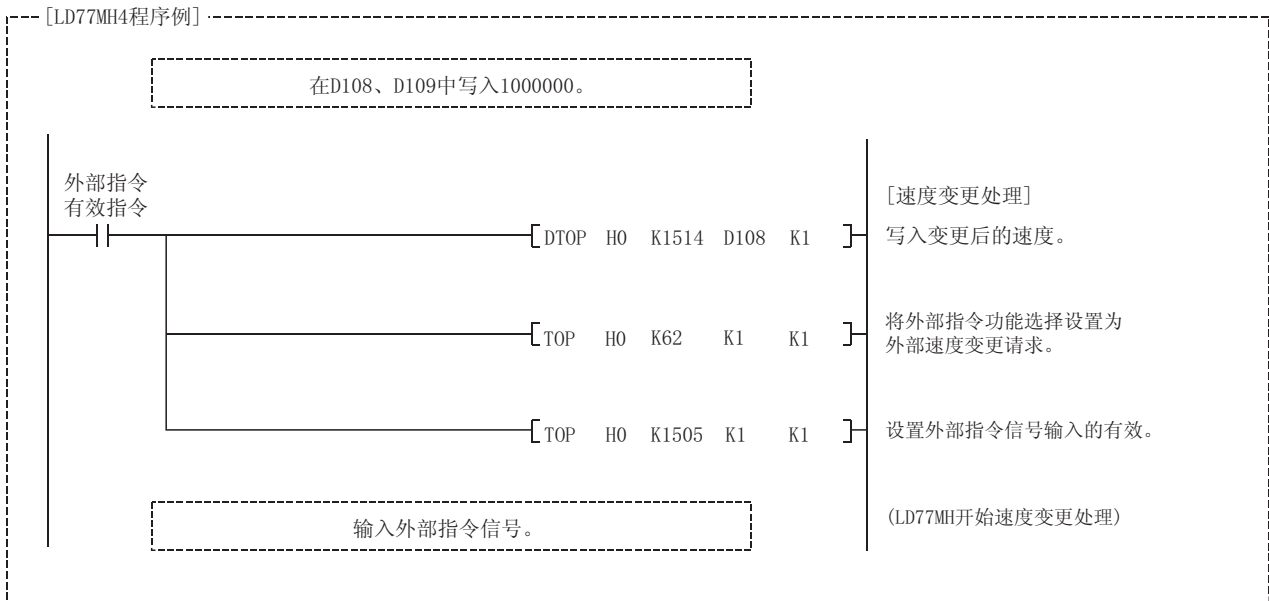 [LD77MH4程序例]
在D108、D109中写入1000000。
外部指令
有效指令
[速度变更处理]
DTOP H0 K1514 D108 K1
写入变更后的速度。
TOP H0 K62 K1 K1
将外部指令功能选择设置为
外部速度变更请求。
TOP H0 K1505 K1 K1
设置外部指令信号输入的有效。
输入外部指令信号。
(LD77MH开始速度变更处理)